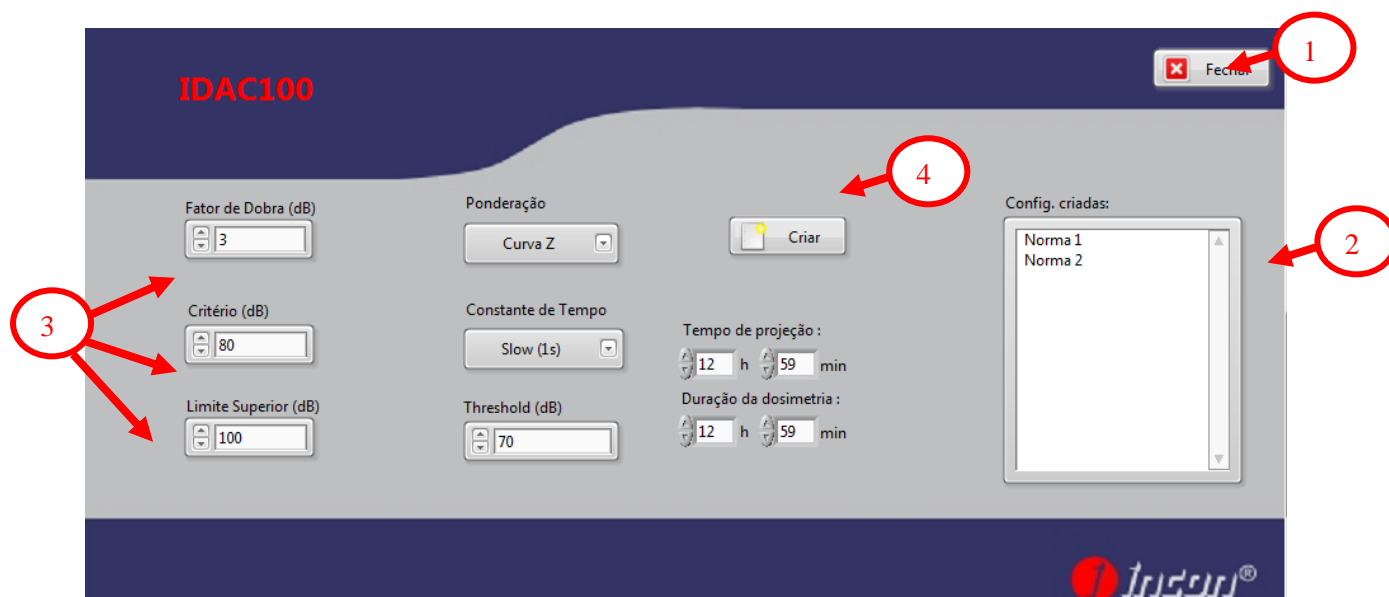 1
Fechar
IDAC100
4
Fator de Dobra (dB)
3
Ponderação
Curva Z
Criar
Config. criadas:
Norma 1
Norma 2
2
3
Critério (dB)
80
Constante de Tempo
Slow (1s)
Tempo de projeção :
12 h 59 min
Limite Superior (dB)
100
Threshold (dB)
70
Duração da dosimetria :
12 h 59 min